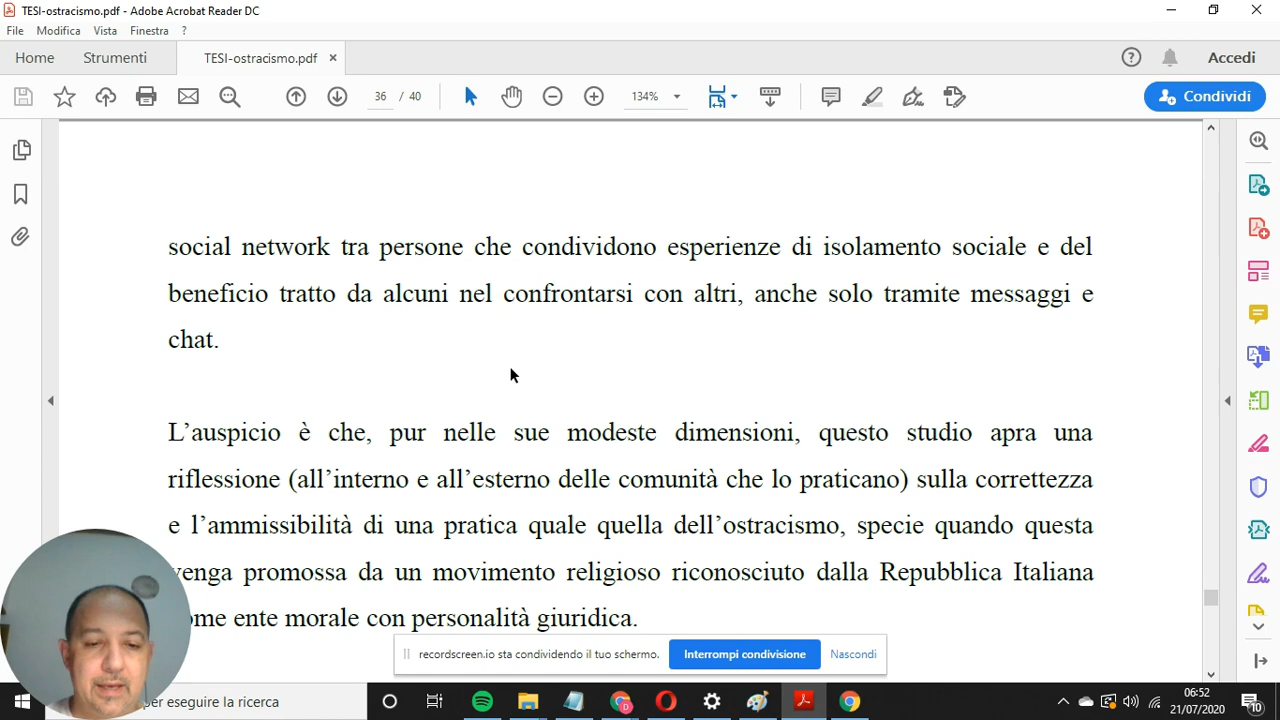 TESI-ostracismo.pdf - Adobe Acrobat Reader DC
File Modifica Vista Finestra ?
Home Strumenti TESI-ostracismo.pdf × Accedi
36 / 40 134% Condividi
social network tra persone che condividono esperienze di isolamento sociale e del
beneficio tratto da alcuni nel confrontarsi con altri, anche solo tramite messaggi e
chat.
L’auspicio è che, pur nelle sue modeste dimensioni, questo studio apra una
riflessione (all’interno e all’esterno delle comunità che lo praticano) sulla correttezza
e l’ammissibilità di una pratica quale quella dell’ostracismo, specie quando questa
venga promossa da un movimento religioso riconosciuto dalla Repubblica Italiana
come ente morale con personalità giuridica.
recordscreen.io sta condividendo il tuo schermo. Interrompi condivisione Nascondi
per eseguire la ricerca
06:52
21/07/2020
10